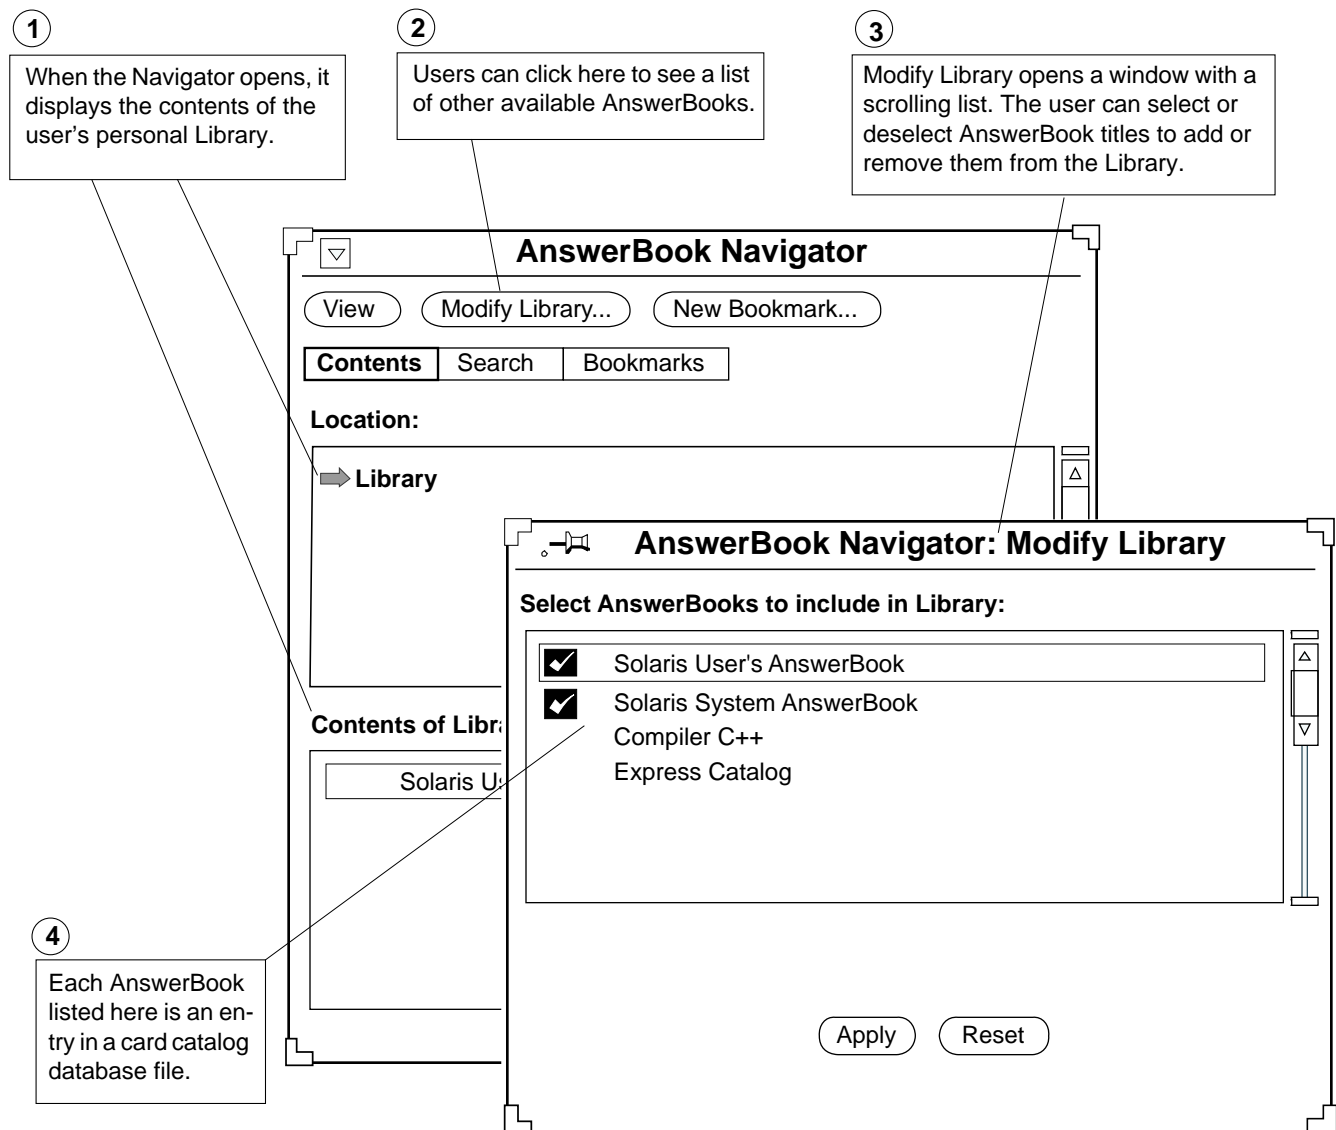 1
When the Navigator opens, it
displays the contents of the
user's personal Library.
2
Users can click here to see a list
of other available AnswerBooks.
3
Modify Library opens a window with a
scrolling list. The user can select or
deselect AnswerBook titles to add or
remove them from the Library.
AnswerBook Navigator
View
Modify Library...
New Bookmark...
Contents
Search
Bookmarks
Location:
Library
Contents of Libra
Solaris Us
AnswerBook Navigator: Modify Library
Select AnswerBooks to include in Library:
Solaris User's AnswerBook
Solaris System AnswerBook
Compiler C++
Express Catalog
Apply
Reset
4
Each AnswerBook
listed here is an en-
try in a card catalog
database file.